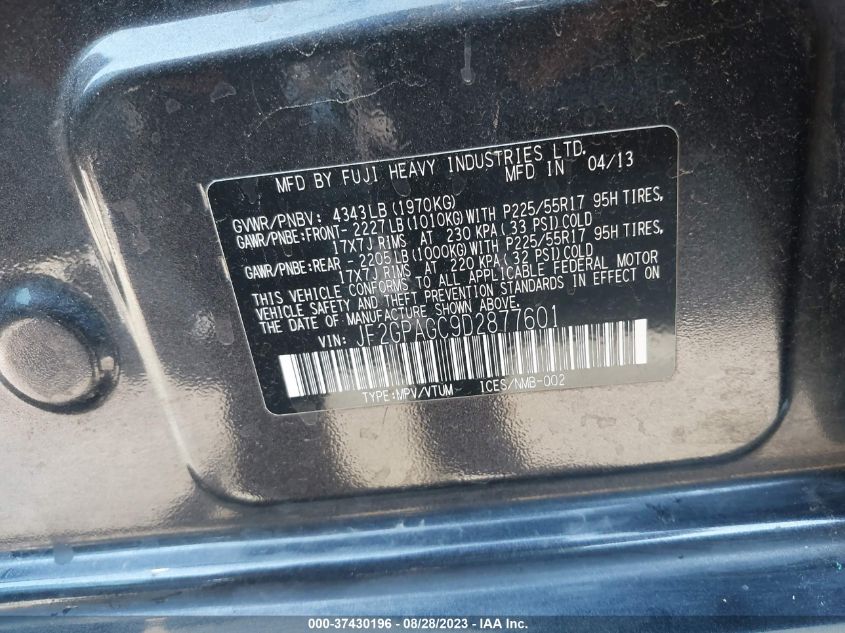 MFD BY FUJI HEAVY INDUSTRIES LTD.
MFD IN 04/13
GVWR/PNBV: 4343LB(1970KG)
GAWR/PNBE:FRONT- 2227LB(1010KG)WITH P225/55R17 95H TIRES,
17X7J RIMS AT 230 KPA(33 PSI)COLD
GAWR/PNBE:REAR - 2205LB(1000KG)WITH P225/55R17 95H TIRES,
17X7J RIMS AT 220 KPA(32 PSI)COLD
THIS VEHICLE CONFORMS TO ALL APPLICABLE FEDERAL MOTOR
VEHICLE SAFETY AND THEFT PREVENTION STANDARDS IN EFFECT ON
THE DATE OF MANUFACTURE SHOWN ABOVE.
VIN: JF2GPAGC9D2877601
TYPE:MPV/VTUM 1CES/NMB-002
000-37430196 - 08/28/2023 - IAA Inc.